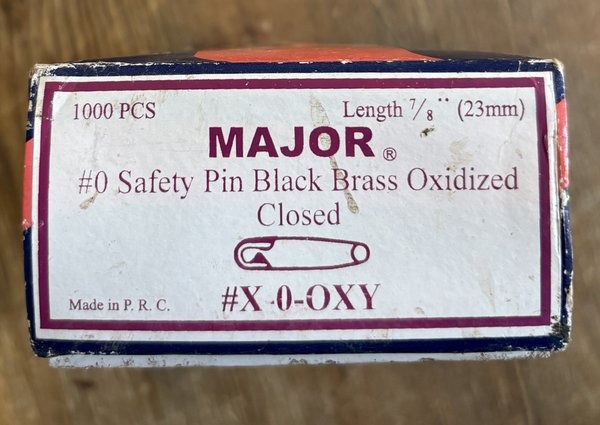 1000 PCS Length 7/8'' (23mm)
MAJOR ®
#0 Safety Pin Black Brass Oxidized
Closed
Made in P. R. C. #X-0-OXY